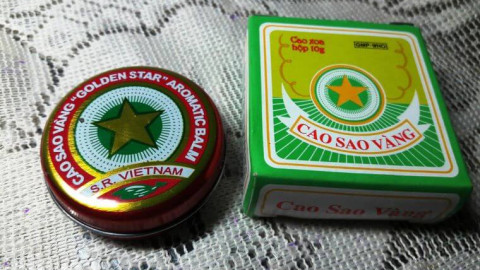 CAO SAO VÀNG "GOLDEN STAR" AROMATIC BALM
S.R. VIETNAM
Cao xoa
hộp 10g
GMP-WHO
CAO SAO VÀNG
Cao Sao Vàng